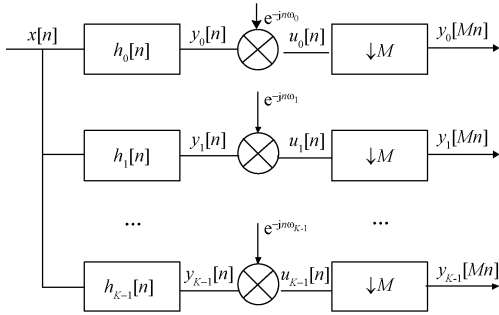 e^{-jnω_0}
x[n] h_0[n] y_0[n] u_0[n] ↓M y_0[Mn]
e^{-jnω_1}
h_1[n] y_1[n] u_1[n] ↓M y_1[Mn]
... ...
e^{-jnω_{K-1}}
h_{K-1}[n] y_{K-1}[n] u_{K-1}[n] ↓M y_{K-1}[Mn]